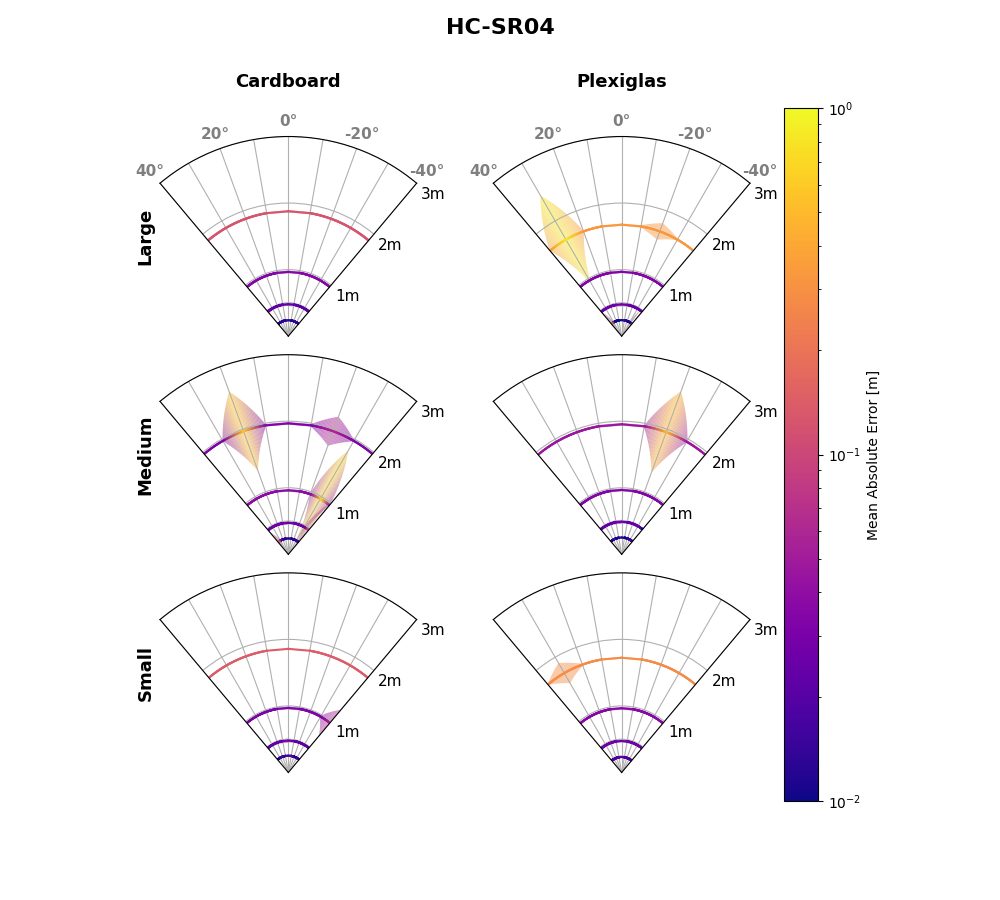 HC-SR04
Cardboard
Plexiglas
40° 20° 0° -20° -40°
40° 20° 0° -20° -40°
Large
3m
2m
1m
3m
2m
1m
Medium
3m
2m
1m
3m
2m
1m
Small
3m
2m
1m
3m
2m
1m
10⁰
10⁻¹
10⁻²
Mean Absolute Error [m]